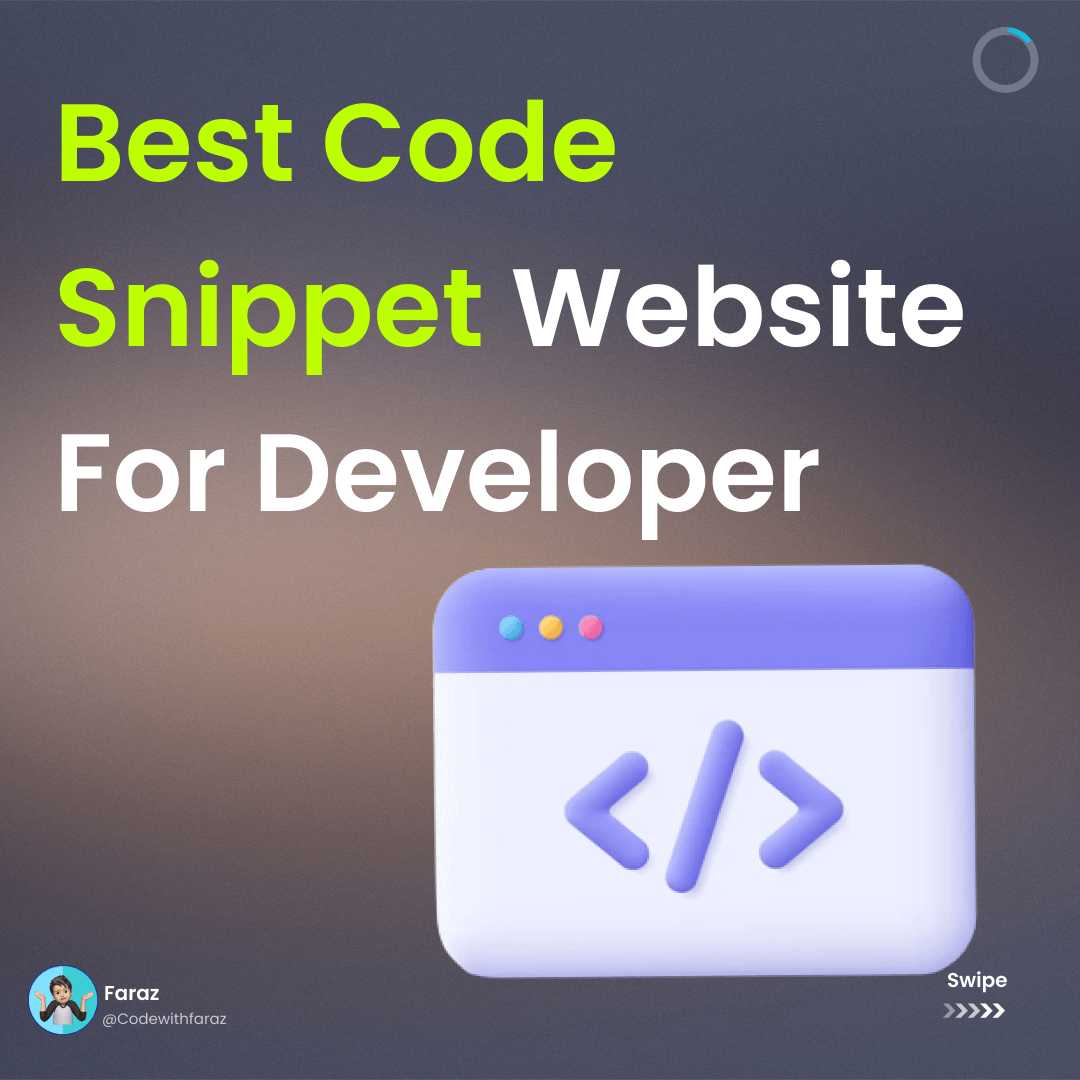 Best Code
Snippet Website
For Developer
</>
Swipe
Faraz
@Codewithfaraz